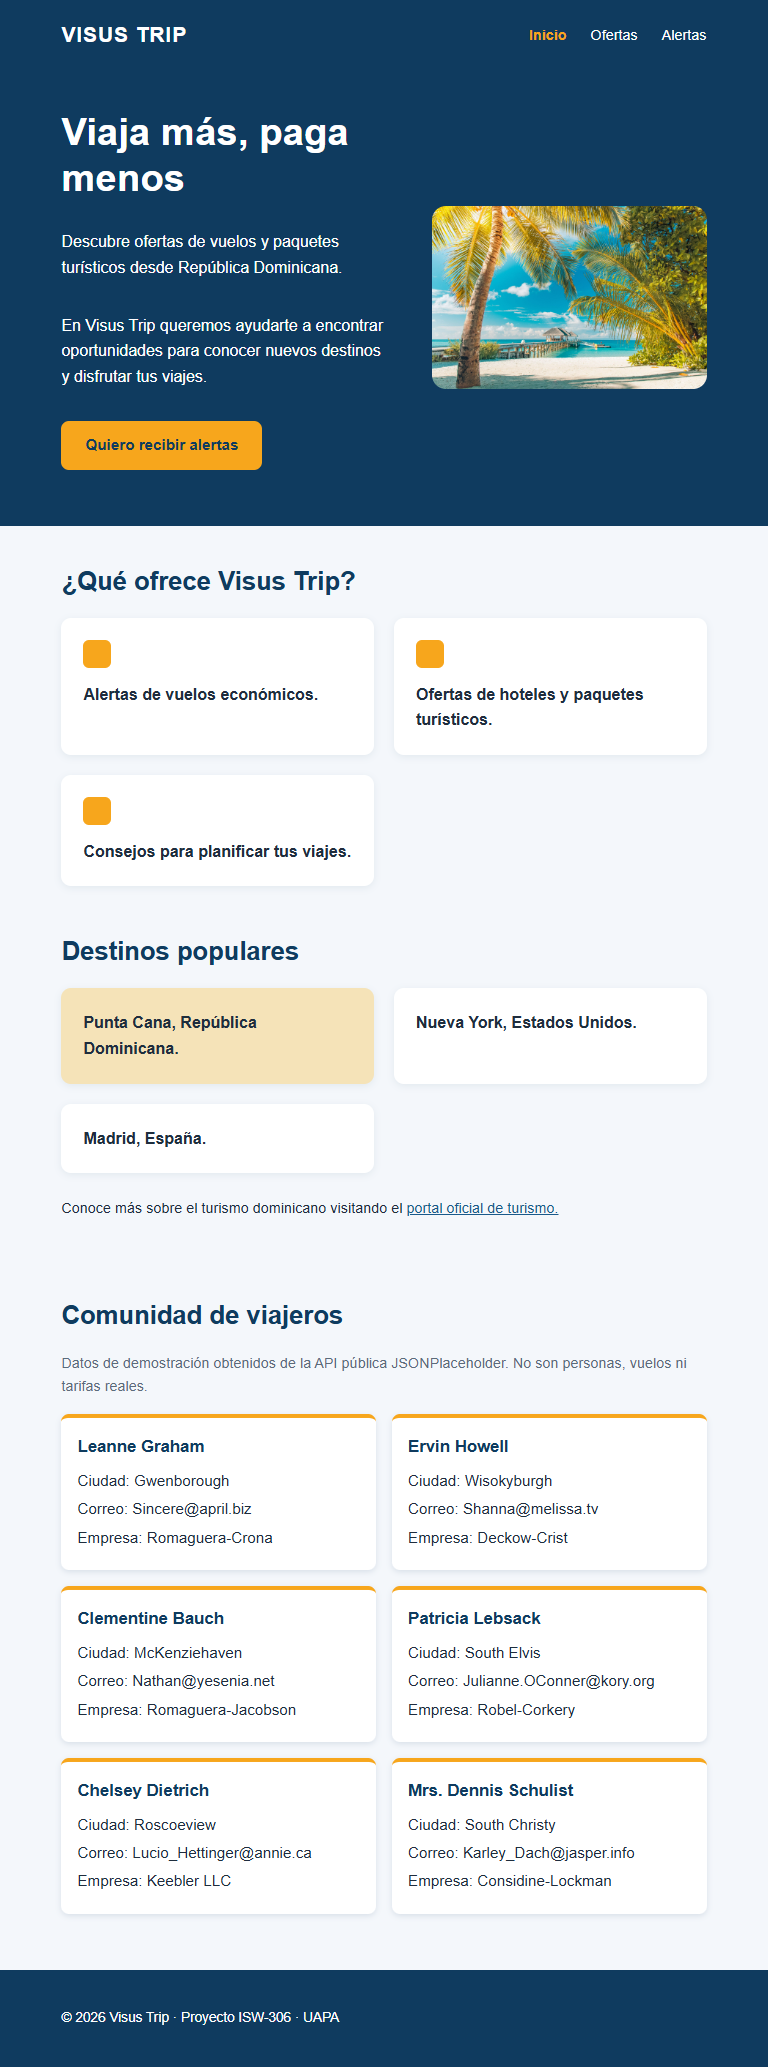 VISUS TRIP
Inicio Ofertas Alertas
Viaja más, paga
menos
Descubre ofertas de vuelos y paquetes
turísticos desde República Dominicana.
En Visus Trip queremos ayudarte a encontrar
oportunidades para conocer nuevos destinos
y disfrutar tus viajes.
Quiero recibir alertas
¿Qué ofrece Visus Trip?
Alertas de vuelos económicos.
Ofertas de hoteles y paquetes
turísticos.
Consejos para planificar tus viajes.
Destinos populares
Punta Cana, República
Dominicana.
Nueva York, Estados Unidos.
Madrid, España.
Conoce más sobre el turismo dominicano visitando el portal oficial de turismo.
Comunidad de viajeros
Datos de demostración obtenidos de la API pública JSONPlaceholder. No son personas, vuelos ni
tarifas reales.
Leanne Graham
Ciudad: Gwenborough
Correo: Sincere@april.biz
Empresa: Romaguera-Crona
Ervin Howell
Ciudad: Wisokyburgh
Correo: Shanna@melissa.tv
Empresa: Deckow-Crist
Clementine Bauch
Ciudad: McKenziehaven
Correo: Nathan@yesenia.net
Empresa: Romaguera-Jacobson
Patricia Lebsack
Ciudad: South Elvis
Correo: Julianne.OConner@kory.org
Empresa: Robel-Corkery
Chelsey Dietrich
Ciudad: Roscoeview
Correo: Lucio_Hettinger@annie.ca
Empresa: Keebler LLC
Mrs. Dennis Schulist
Ciudad: South Christy
Correo: Karley_Dach@jasper.info
Empresa: Considine-Lockman
© 2026 Visus Trip · Proyecto ISW-306 · UAPA